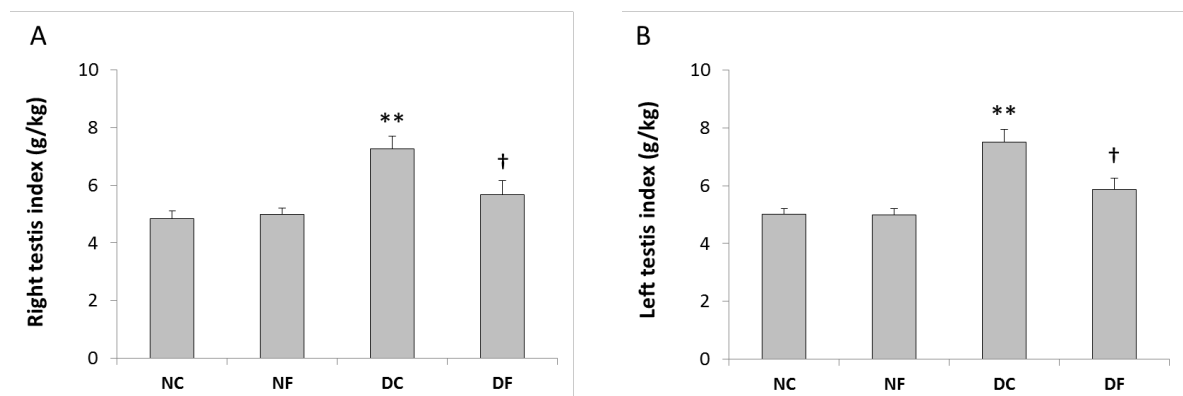 A
Right testis index (g/kg)
10
8
6
4
2
0
**
†
NC NF DC DF
B
Left testis index (g/kg)
10
8
6
4
2
0
**
†
NC NF DC DF